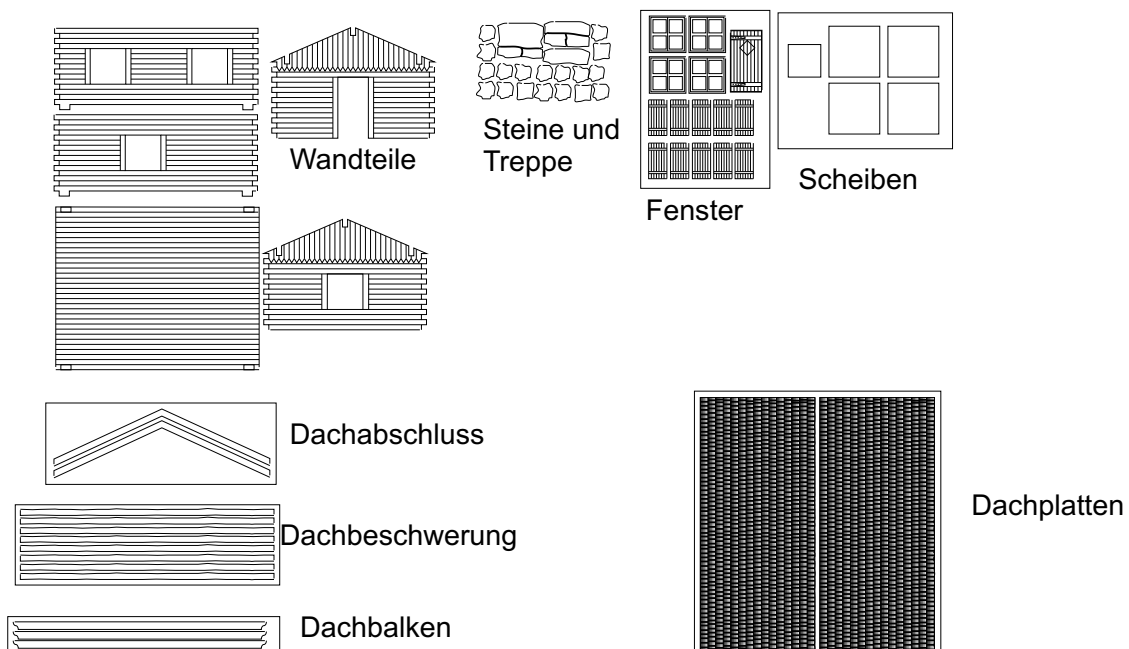 Wandteile
Steine und
Treppe
Fenster
Scheiben
Dachabschluss
Dachbeschwerung
Dachbalken
Dachplatten